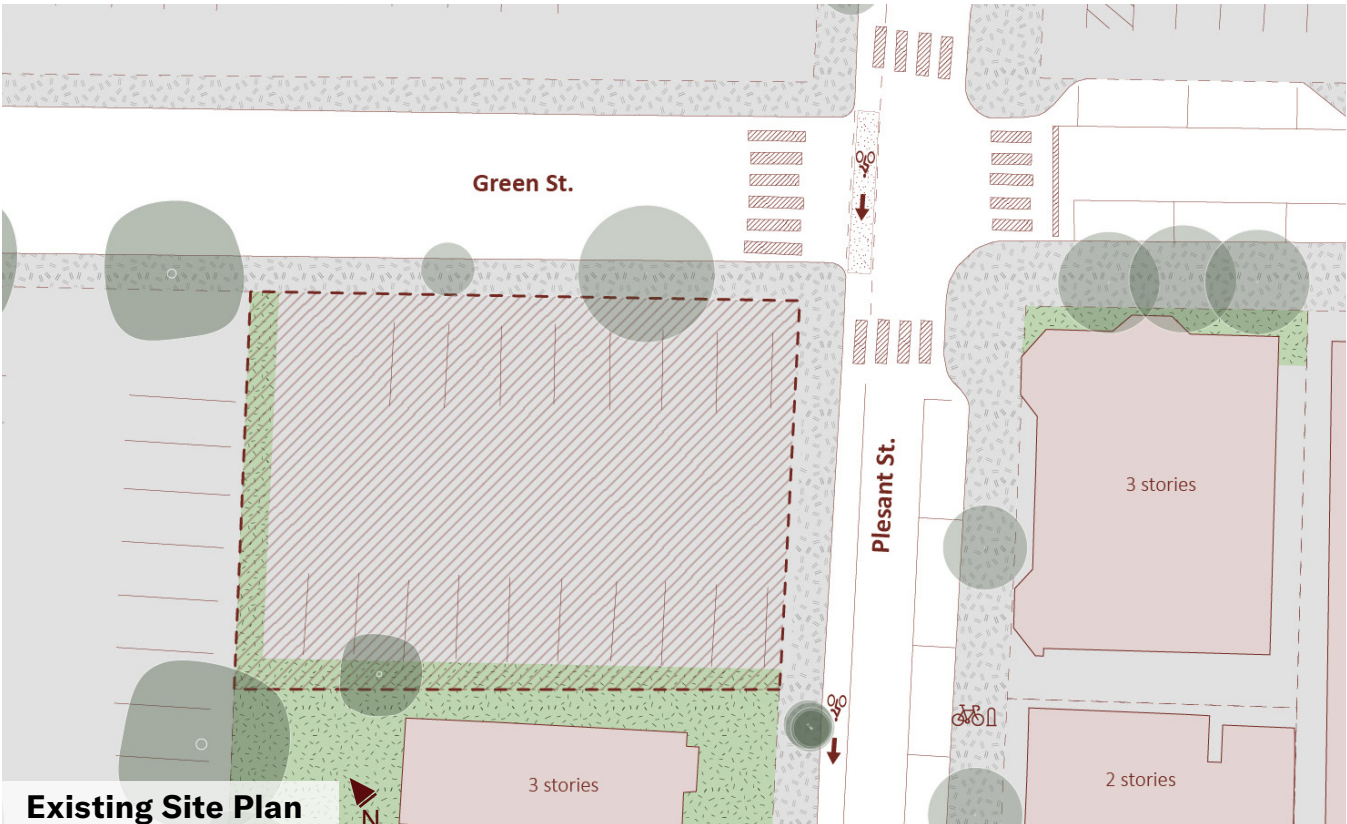 Green St.
Plesant St.
3 stories
3 stories
2 stories
Existing Site Plan
N